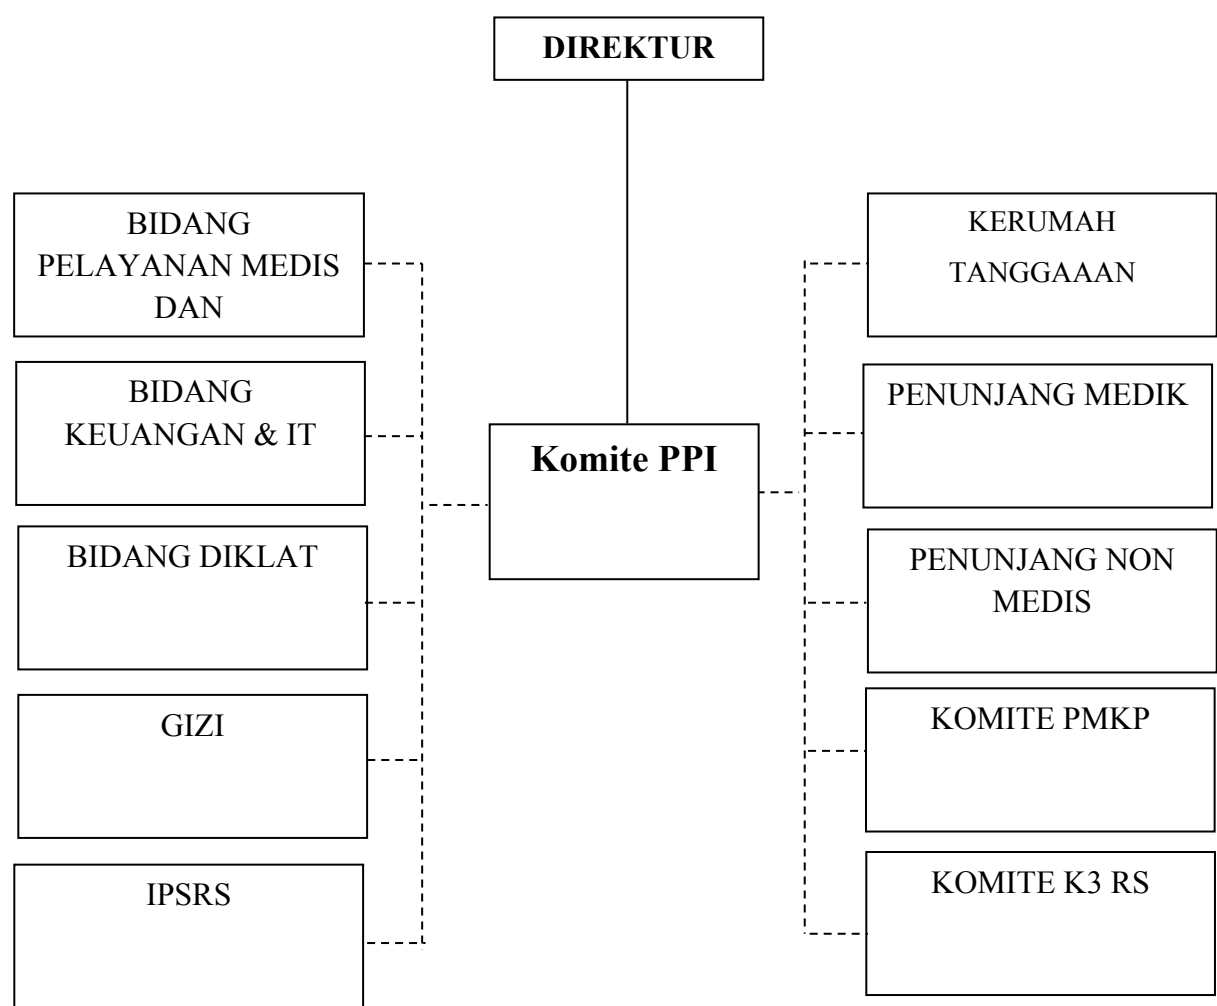 DIREKTUR
BIDANG
PELAYANAN MEDIS
DAN
BIDANG
KEUANGAN & IT
BIDANG DIKLAT
GIZI
IPSRS
Komite PPI
KERUMAH
TANGGAAAN
PENUNJANG MEDIK
PENUNJANG NON
MEDIS
KOMITE PMKP
KOMITE K3 RS